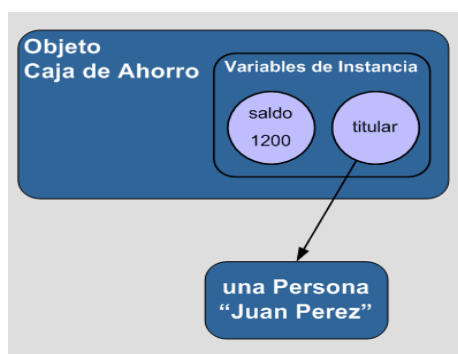 Objeto
Caja de Ahorro
Variables de Instancia
saldo
1200
titular
una Persona
“Juan Perez”